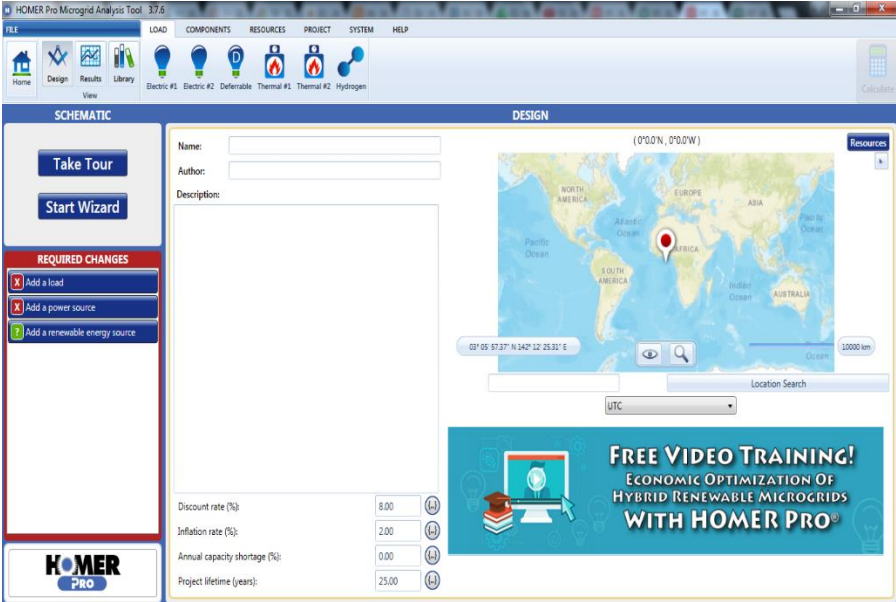 HOMER Pro Microgrid Analysis Tool 3.7.6
FILE LOAD COMPONENTS RESOURCES PROJECT SYSTEM HELP
Home Design Results Library
View
Electric #1 Electric #2 Deferrable Thermal #1 Thermal #2 Hydrogen
Calculate
SCHEMATIC
DESIGN
Take Tour
Start Wizard
REQUIRED CHANGES
X Add a load
X Add a power source
? Add a renewable energy source
HOMER
PRO
Name:
Author:
Description:
Discount rate (%): 8.00 {..}
Inflation rate (%): 2.00 {..}
Annual capacity shortage (%): 0.00 {..}
Project lifetime (years): 25.00 {..}
( 0°0.0'N , 0°0.0'W )
Resources
NORTH
AMERICA
EUROPE
ASIA
Atlantic
Ocean
Pacific
Ocean
AFRICA
SOUTH
AMERICA
Indian
Ocean
AUSTRALIA
Ocean
03° 05' 57.37" N 142° 12' 25.31" E
10000 km
Location Search
UTC
FREE VIDEO TRAINING!
ECONOMIC OPTIMIZATION OF
HYBRID RENEWABLE MICROGRIDS
WITH HOMER PRO®